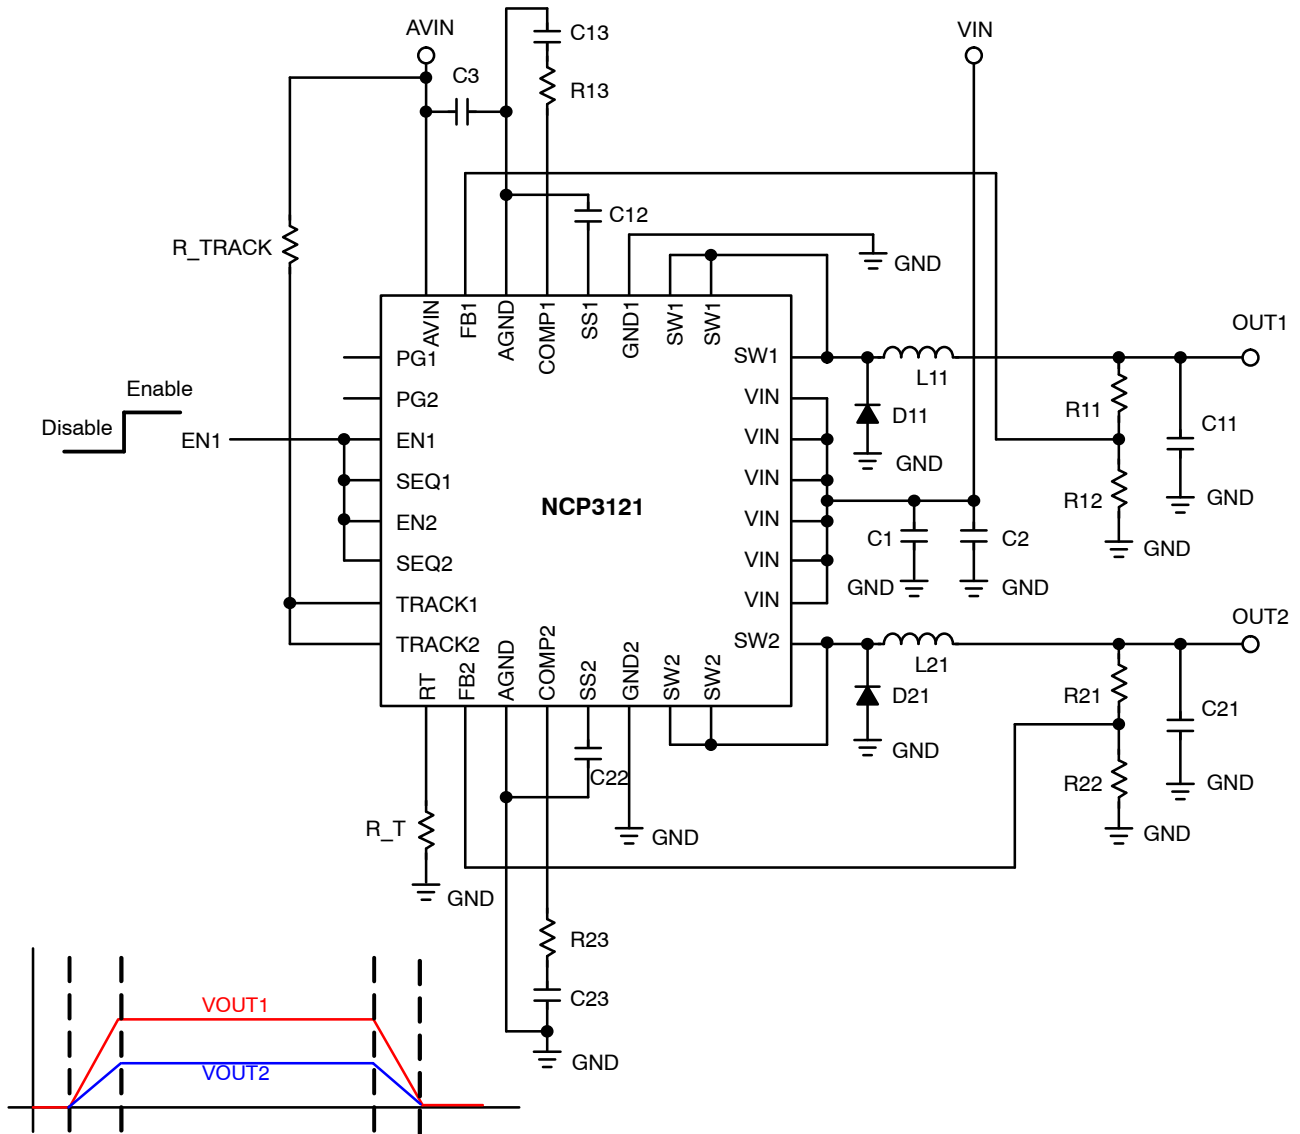 AVIN
C13
VIN
C3
R13
C12
R_TRACK
GND
AVIN
FB1
AGND
COMP1
SS1
GND1
SW1
SW1
OUT1
PG1
SW1
L11
Enable
PG2
VIN
R11
D11
C11
Disable
EN1
EN1
VIN
GND
SEQ1
VIN
R12
GND
NCP3121
EN2
VIN
C1
C2
GND
SEQ2
VIN
GND
GND
TRACK1
VIN
OUT2
TRACK2
SW2
L21
RT
FB2
AGND
COMP2
SS2
GND2
SW2
SW2
D21
R21
C21
GND
C22
R22
GND
R_T
GND
GND
GND
R23
C23
VOUT1
GND
VOUT2